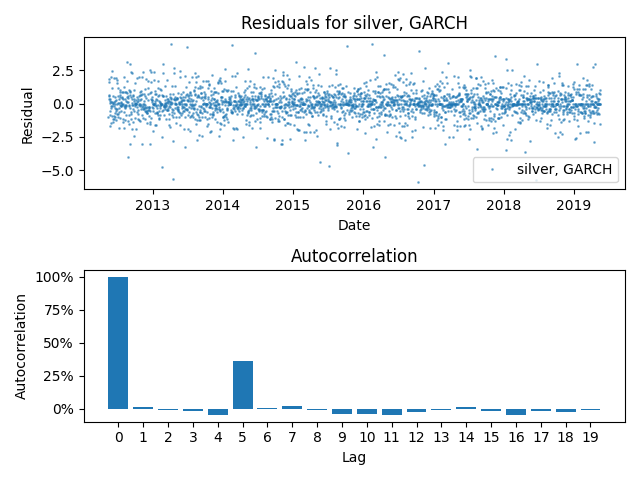 Residuals for silver, GARCH
Residual
2.5
0.0
−2.5
−5.0
silver, GARCH
2013 2014 2015 2016 2017 2018 2019
Date
Autocorrelation
Autocorrelation
100%
75%
50%
25%
0%
0 1 2 3 4 5 6 7 8 9 10 11 12 13 14 15 16 17 18 19
Lag